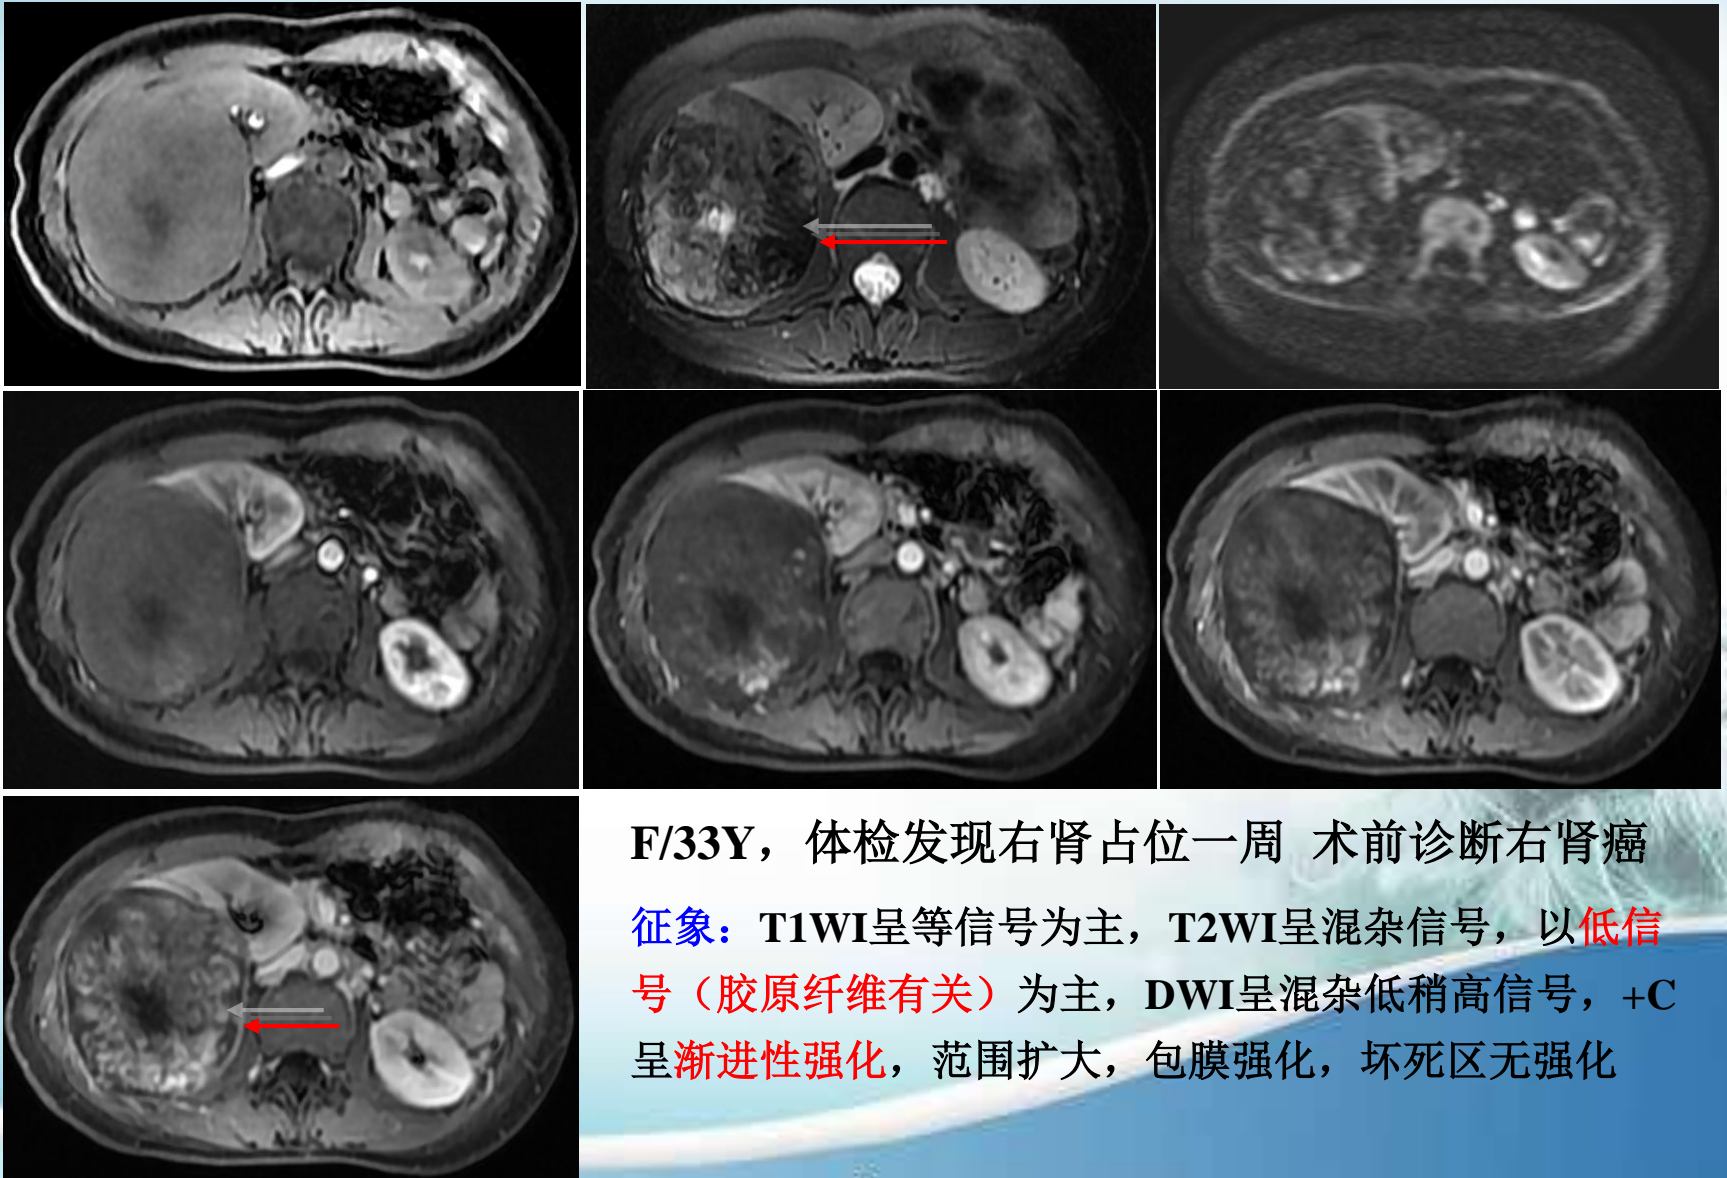 F/33Y，体检发现右肾占位一周 术前诊断右肾癌
征象：T1WI呈等信号为主，T2WI呈混杂信号，以低信
号（胶原纤维有关）为主，DWI呈混杂低稍高信号，+C
呈渐进性强化，范围扩大，包膜强化，坏死区无强化